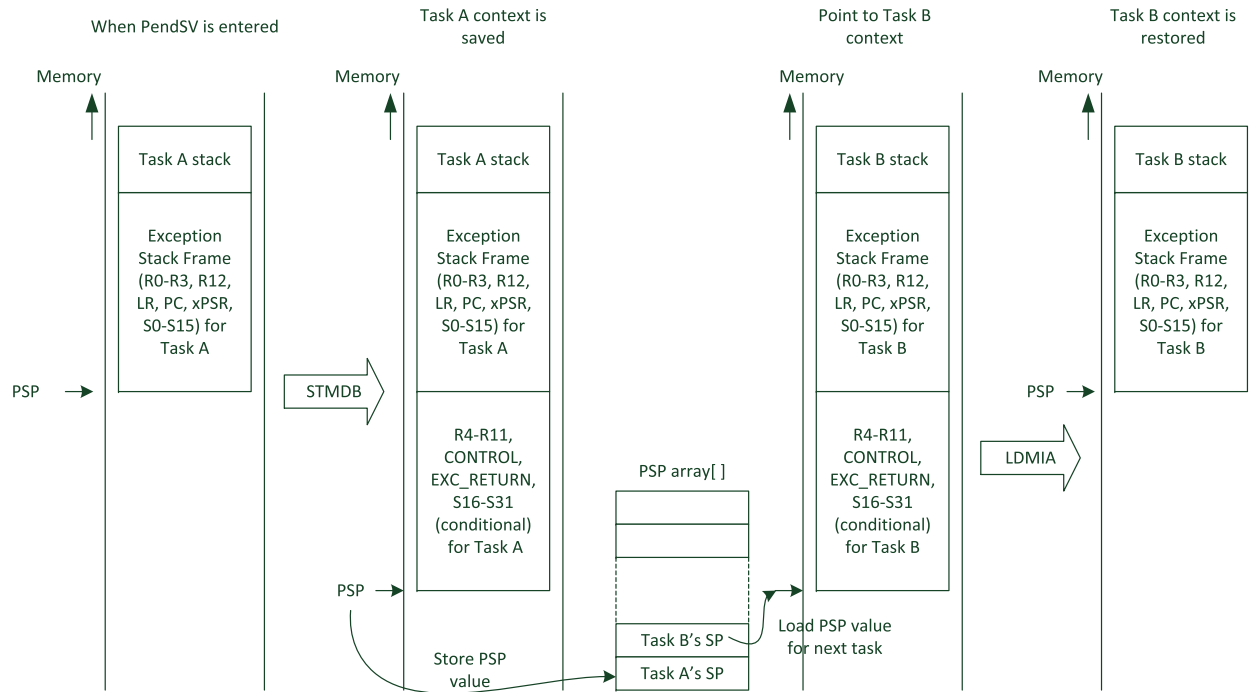 When PendSV is entered
Task A context is
saved
Point to Task B
context
Task B context is
restored
Memory
Memory
Memory
Memory
Task A stack
Task A stack
Task B stack
Task B stack
Exception
Stack Frame
(R0-R3, R12,
LR, PC, xPSR,
S0-S15) for
Task A
Exception
Stack Frame
(R0-R3, R12,
LR, PC, xPSR,
S0-S15) for
Task A
Exception
Stack Frame
(R0-R3, R12,
LR, PC, xPSR,
S0-S15) for
Task B
Exception
Stack Frame
(R0-R3, R12,
LR, PC, xPSR,
S0-S15) for
Task B
PSP
STMDB
PSP
R4-R11,
CONTROL,
EXC_RETURN,
S16-S31
(conditional)
for Task A
PSP array[ ]
R4-R11,
CONTROL,
EXC_RETURN,
S16-S31
(conditional)
for Task B
LDMIA
PSP
Load PSP value
for next task
Task B's SP
Store PSP
value
Task A's SP